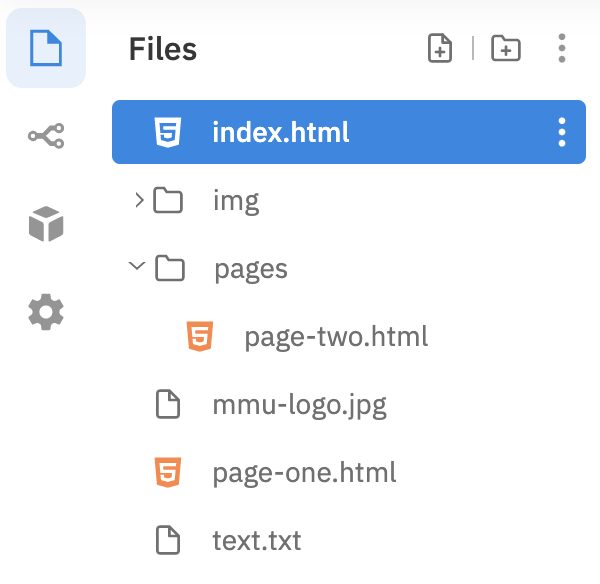 Files
index.html
img
pages
page-two.html
mmu-logo.jpg
page-one.html
text.txt